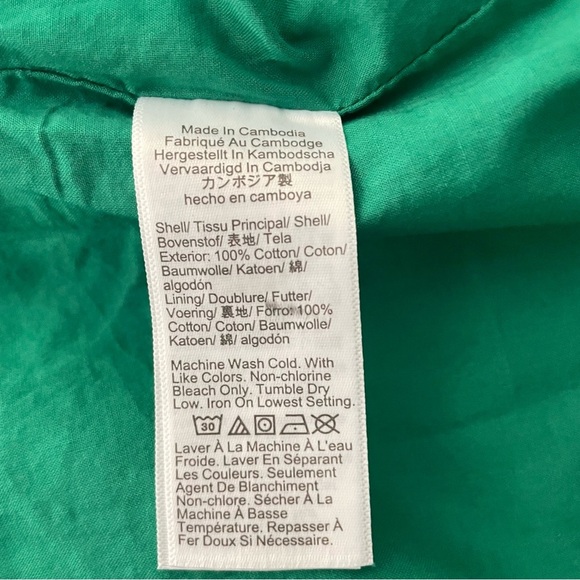 Made In Cambodia
Fabriqué Au Cambodge
Hergestellt In Kambodscha
Vervaardigd In Cambodja
カンボジア製
hecho en camboya
Shell/ Tissu Principal/ Shell/
Bovenstof/ 表地/ Tela
Exterior: 100% Cotton/ Coton/
Baumwolle/ Katoen/ 綿/
algodón
Lining/ Doublure/ Futter/
Voering/ 裏地/ Forro: 100%
Cotton/ Coton/ Baumwolle/
Katoen/ 綿/ algodón
Machine Wash Cold. With
Like Colors. Non-chlorine
Bleach Only. Tumble Dry
Low. Iron On Lowest Setting.
30
Laver À La Machine À L'eau
Froide. Laver En Séparant
Les Couleurs. Seulement
Agent De Blanchiment
Non-chlore. Sécher À La
Machine À Basse
Température. Repasser À
Fer Doux Si Nécessaire.